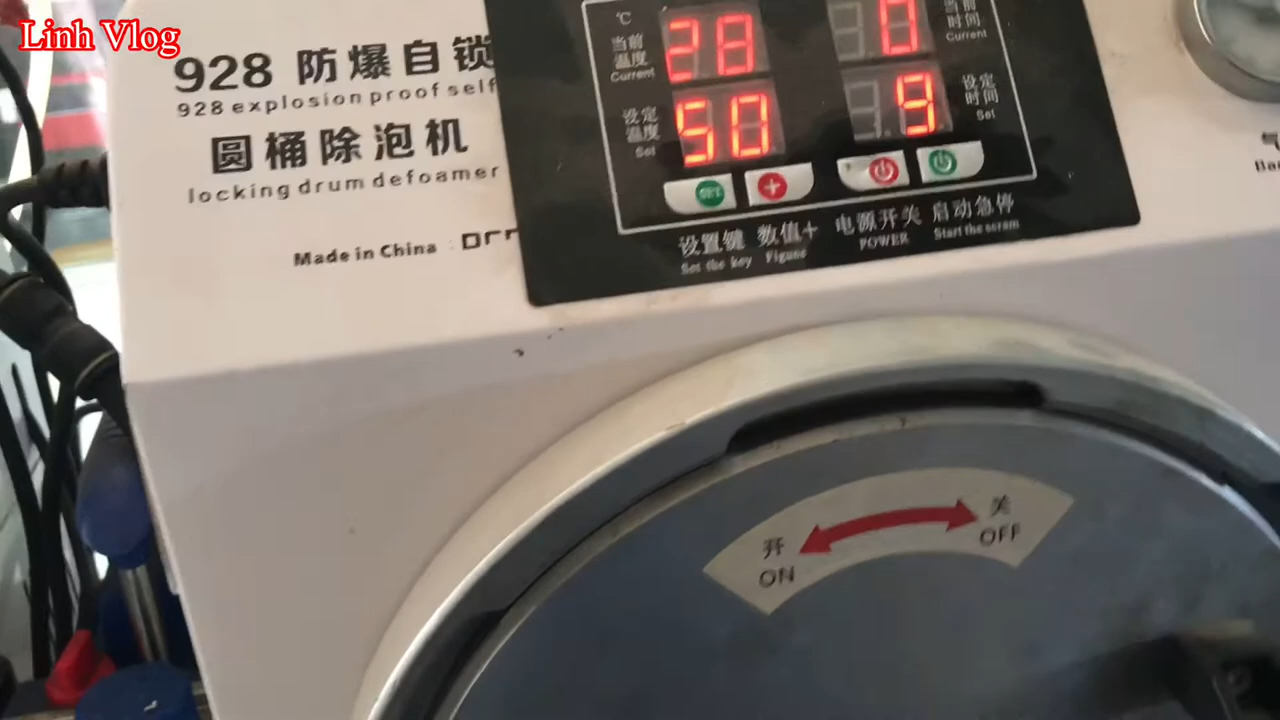 Linh Vlog
928 防爆自锁
928 explosion proof self
圆桶除泡机
locking drum defoamer
Made in China
℃
当前
温度
Current
28
设定
温度
Set
50
0
当前
时间
Current
9
设定
时间
Set
SET
设置键 数值+ 电源开关 启动急停
Set the key Figure POWER Start the scram
开
ON
关
OFF